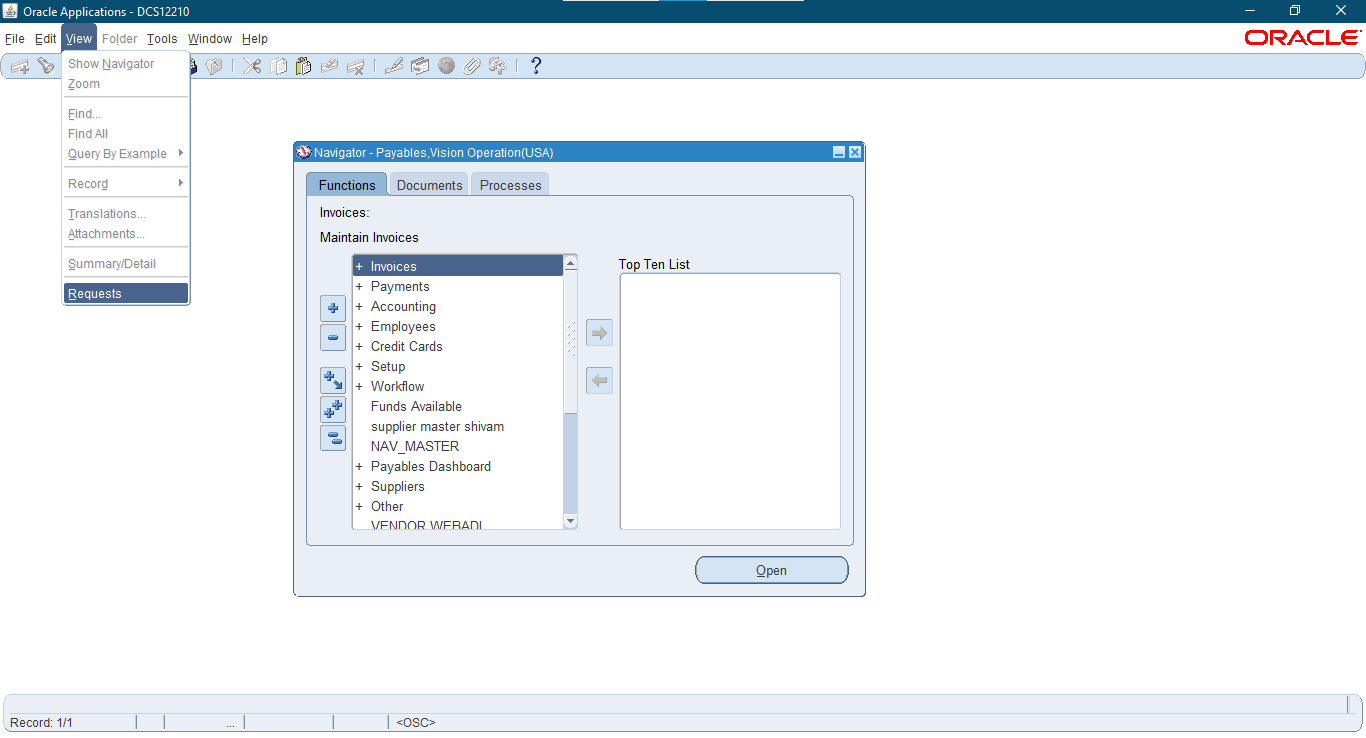 Oracle Applications - DCS12210
File Edit View Folder Tools Window Help
ORACLE
Show Navigator
Zoom
Find...
Find All
Query By Example
Record
Translations...
Attachments...
Summary/Detail
Requests
?
Navigator - Payables,Vision Operation(USA)
Functions Documents Processes
Invoices:
Maintain Invoices
+ Invoices
+ Payments
+ Accounting
+ Employees
+ Credit Cards
+ Setup
+ Workflow
Funds Available
supplier master shivam
NAV_MASTER
+ Payables Dashboard
+ Suppliers
+ Other
VENDOR WEBADI
Top Ten List
Open
Record: 1/1 ... <OSC>